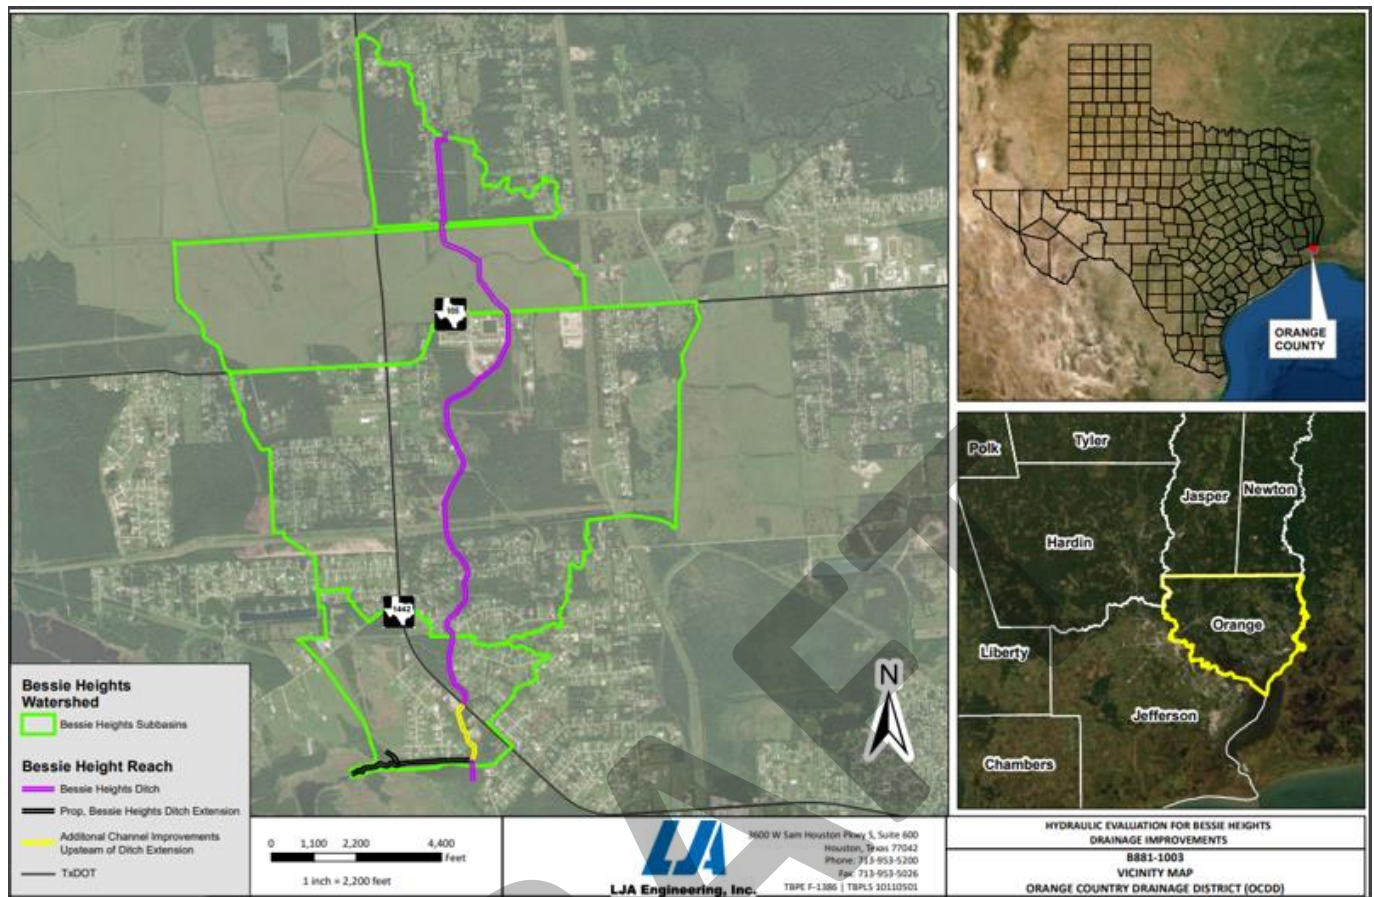 105
1442
N
Bessie Heights
Watershed
Bessie Heights Subbasins
Bessie Height Reach
Bessie Heights Ditch
Prop. Bessie Heights Ditch Extension
Additonal Channel Improvements
Upsteam of Ditch Extension
TxDOT
0 1,100 2,200 4,400
Feet
1 inch = 2,200 feet
LJA
LJA Engineering, Inc.
3600 W Sam Houston Pkwy S, Suite 600
Houston, Texas 77042
Phone: 713-953-5200
Fax: 713-953-5026
TBPE F-1386 | TBPLS 10110501
ORANGE
COUNTY
Polk
Tyler
Jasper
Newton
Hardin
Orange
Liberty
Jefferson
Chambers
HYDRAULIC EVALUATION FOR BESSIE HEIGHTS
DRAINAGE IMPROVEMENTS
B881-1003
VICINITY MAP
ORANGE COUNTRY DRAINAGE DISTRICT (OCDD)